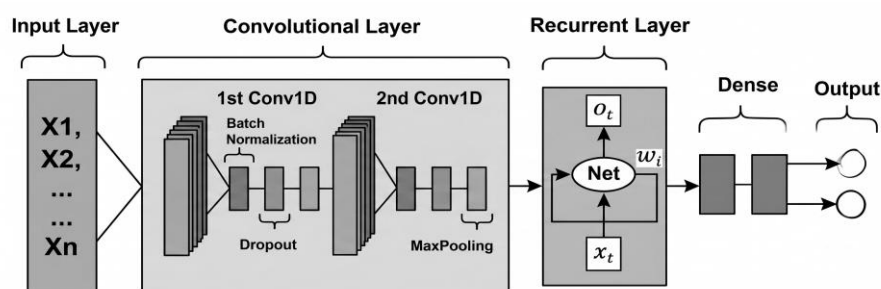 Input Layer
Convolutional Layer
Recurrent Layer
Dense
Output
X1,
X2,
...
...
Xn
1st Conv1D
2nd Conv1D
Batch
Normalization
Dropout
MaxPooling
o_t
w_i
Net
x_t